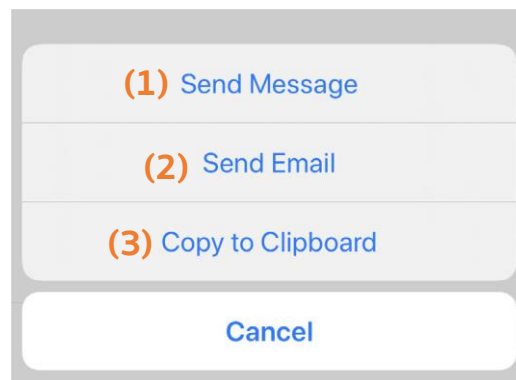 (1) Send Message
(2) Send Email
(3) Copy to Clipboard
Cancel